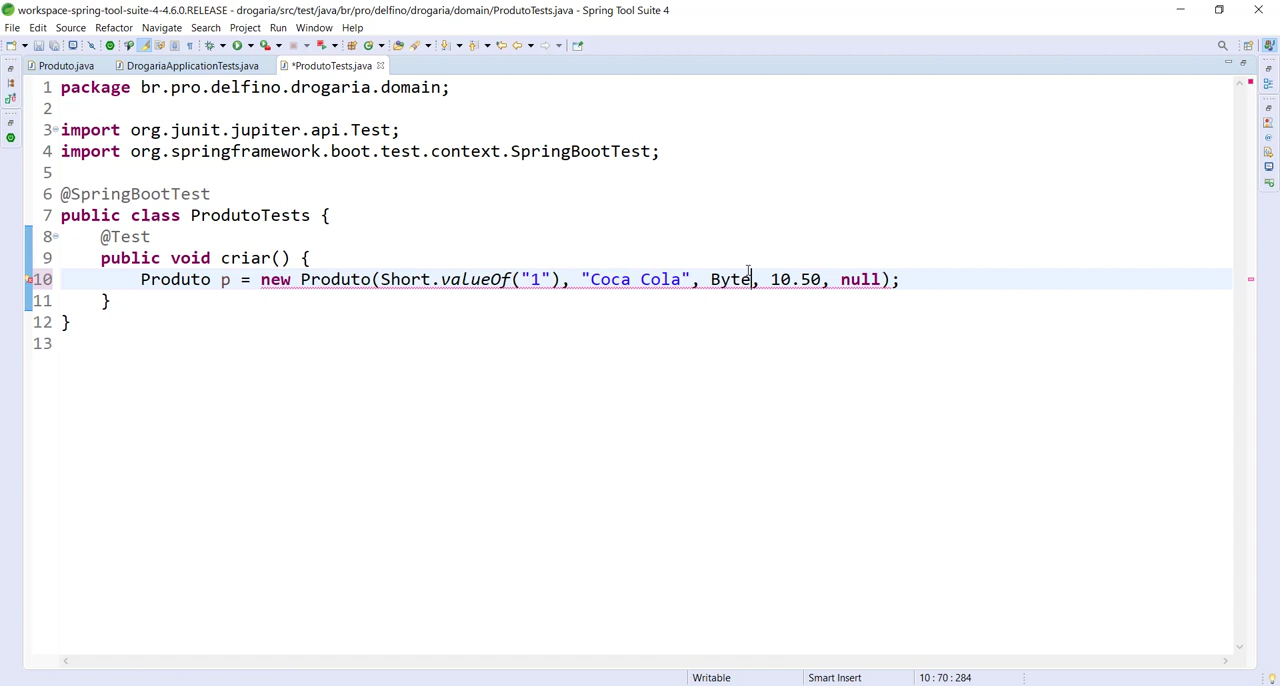 workspace-spring-tool-suite-4-4.6.0.RELEASE - drogaria/src/test/java/br/pro/delfino/drogaria/domain/ProdutoTests.java - Spring Tool Suite 4
File Edit Source Refactor Navigate Search Project Run Window Help
Produto.java DrogariaApplicationTests.java *ProdutoTests.java
1 package br.pro.delfino.drogaria.domain;
2
3 import org.junit.jupiter.api.Test;
4 import org.springframework.boot.test.context.SpringBootTest;
5
6 @SpringBootTest
7 public class ProdutoTests {
8 @Test
9 public void criar() {
10 Produto p = new Produto(Short.valueOf("1"), "Coca Cola", Byte, 10.50, null);
11 }
12 }
13
Writable Smart Insert 10 : 70 : 284